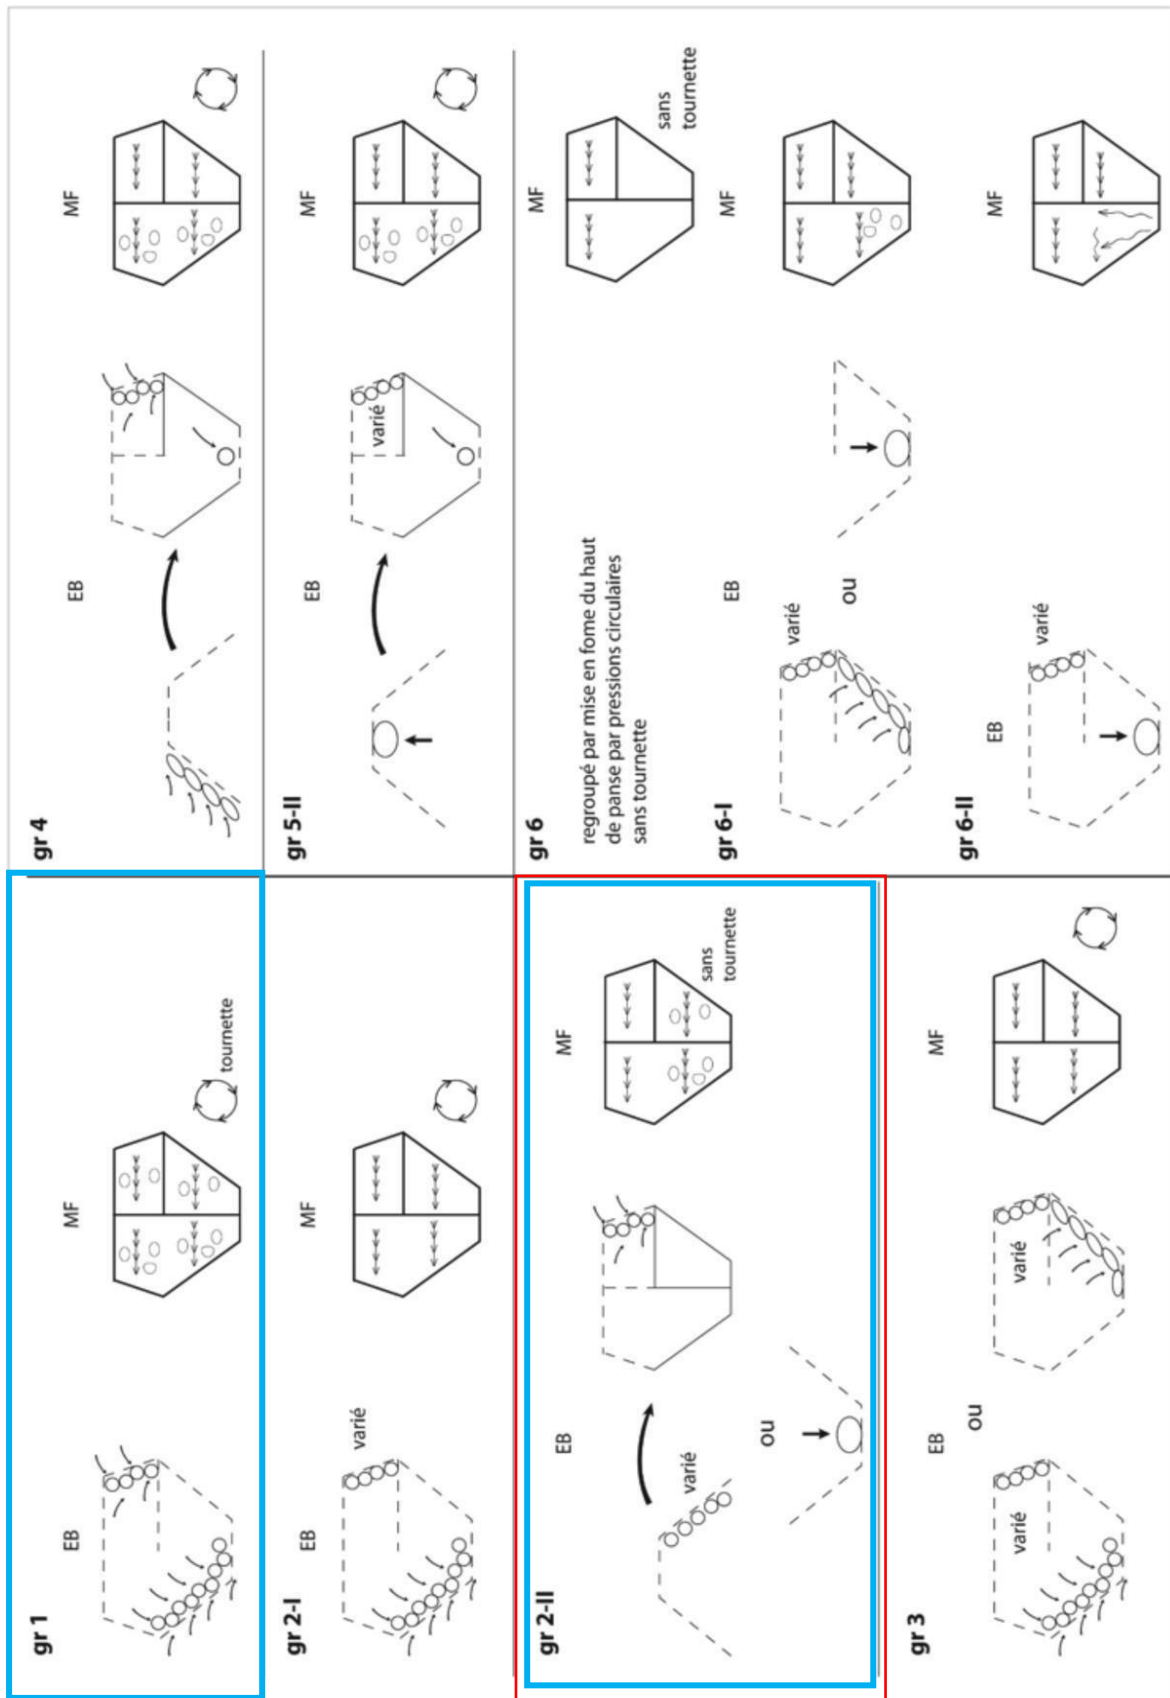 gr 1
EB
MF
tournette
gr 2-I
EB
varié
MF
gr 2-II
EB
varié
ou
MF
sans
tournette
gr 3
EB
ou
varié
varié
MF
gr 4
EB
MF
gr 5-II
EB
varié
MF
gr 6
regroupé par mise en fome du haut
de panse par pressions circulaires
sans tournette
MF
sans
tournette
gr 6-I
EB
varié
ou
MF
gr 6-II
EB
varié
MF